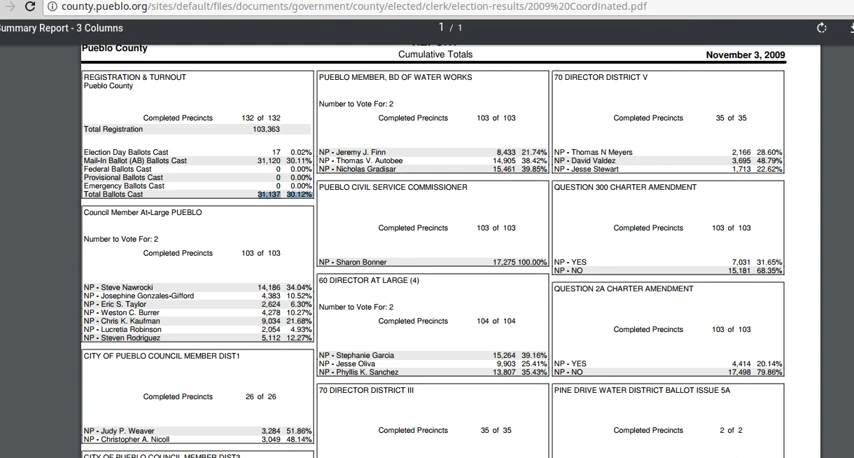 county.pueblo.org/sites/default/files/documents/government/county/elected/clerk/election-results/2009%20Coordinated.pdf
Summary Report - 3 Columns
1 / 1
Pueblo County
Cumulative Totals
November 3, 2009
REGISTRATION & TURNOUT
Pueblo County
Completed Precincts 132 of 132
Total Registration 103,363
Election Day Ballots Cast 17 0.02%
Mail-In Ballot (AB) Ballots Cast 31,120 30.11%
Federal Ballots Cast 0 0.00%
Provisional Ballots Cast 0 0.00%
Emergency Ballots Cast 0 0.00%
Total Ballots Cast 31,137 30.12%
Council Member At-Large PUEBLO
Number to Vote For: 2
Completed Precincts 103 of 103
NP - Steve Nawrocki 14,186 34.04%
NP - Josephine Gonzales-Gifford 4,383 10.52%
NP - Eric S. Taylor 2,624 6.30%
NP - Weston C. Burrer 4,278 10.27%
NP - Chris K. Kaufman 9,034 21.68%
NP - Lucretia Robinson 2,054 4.93%
NP - Steven Rodriguez 5,112 12.27%
CITY OF PUEBLO COUNCIL MEMBER DIST1
Completed Precincts 26 of 26
NP - Judy P. Weaver 3,284 51.86%
NP - Christopher A. Nicoll 3,049 48.14%
CITY OF PUEBLO COUNCIL MEMBER DIST3
PUEBLO MEMBER, BD OF WATER WORKS
Number to Vote For: 2
Completed Precincts 103 of 103
NP - Jeremy J. Finn 8,433 21.74%
NP - Thomas V. Autobee 14,905 38.42%
NP - Nicholas Gradisar 15,461 39.85%
PUEBLO CIVIL SERVICE COMMISSIONER
Completed Precincts 103 of 103
NP - Sharon Bonner 17,275 100.00%
60 DIRECTOR AT LARGE (4)
Number to Vote For: 2
Completed Precincts 104 of 104
NP - Stephanie Garcia 15,264 39.16%
NP - Jesse Oliva 9,903 25.41%
NP - Phyllis K. Sanchez 13,807 35.43%
70 DIRECTOR DISTRICT III
Completed Precincts 35 of 35
70 DIRECTOR DISTRICT V
Completed Precincts 35 of 35
NP - Thomas N Meyers 2,166 28.60%
NP - David Valdez 3,695 48.79%
NP - Jesse Stewart 1,713 22.62%
QUESTION 300 CHARTER AMENDMENT
Completed Precincts 103 of 103
NP - YES 7,031 31.65%
NP - NO 15,181 68.35%
QUESTION 2A CHARTER AMENDMENT
Completed Precincts 103 of 103
NP - YES 4,414 20.14%
NP - NO 17,498 79.86%
PINE DRIVE WATER DISTRICT BALLOT ISSUE 5A
Completed Precincts 2 of 2